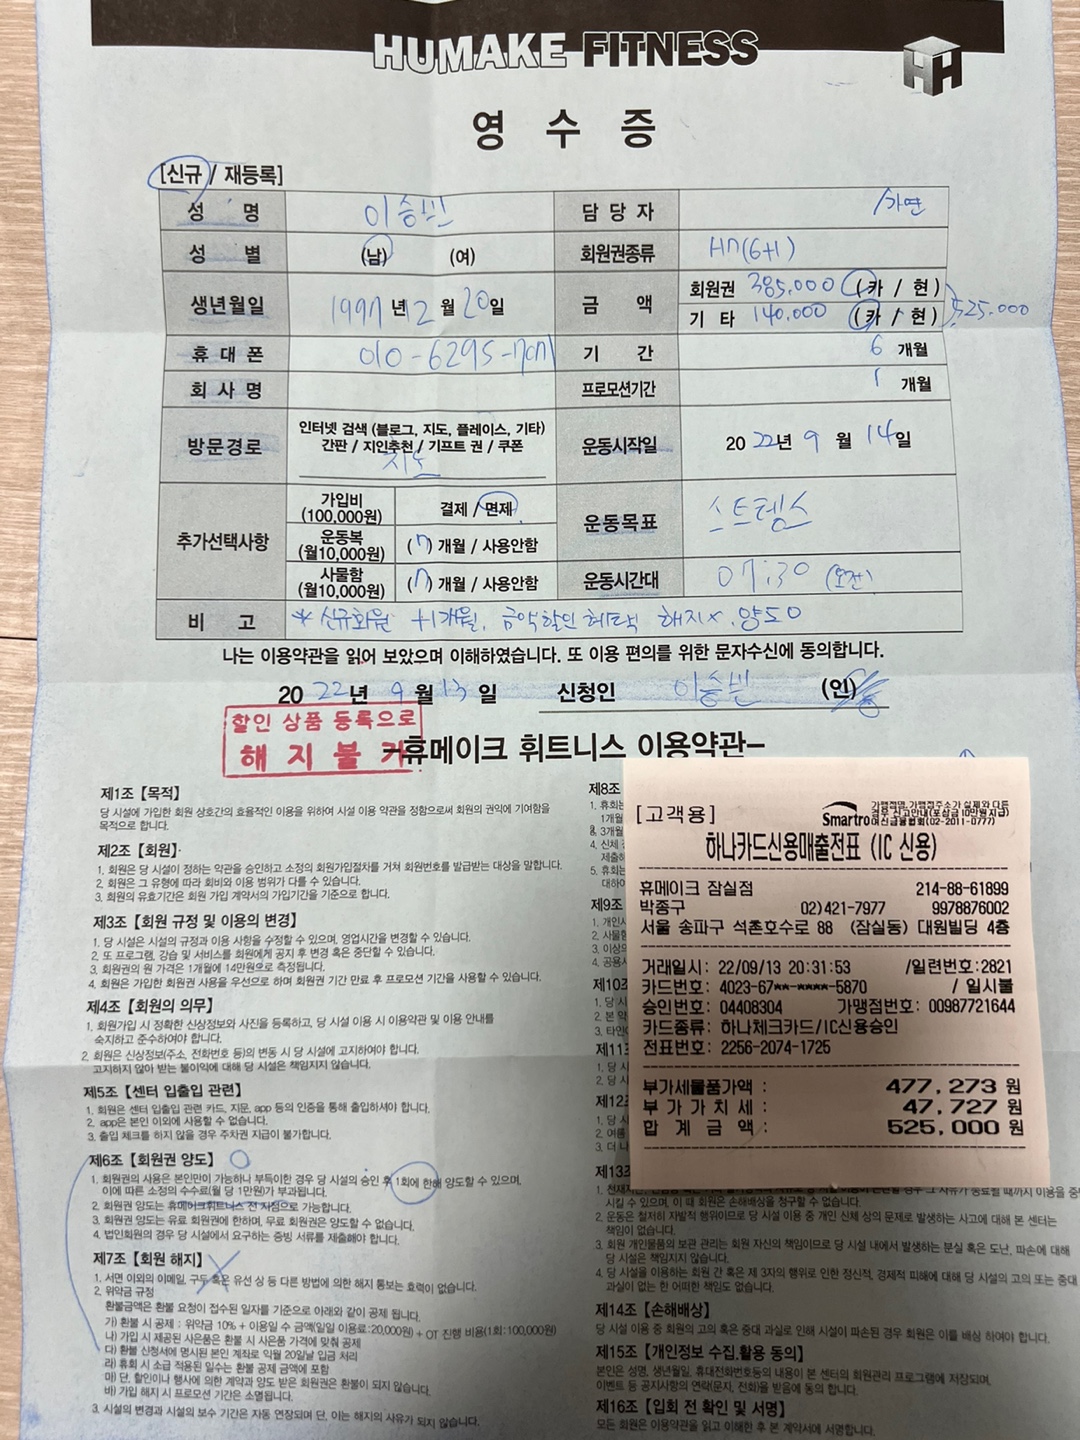 HUMAKE FITNESS
HH
영 수 증
[신규 / 재등록]
성 명 이승빈 담당자 가연
성 별 (남) (여) 회원권종류 HM(6+1)
생년월일 1997년 2월 20일 금 액 회원권 385,000 (카 / 현)
기 타 140,000 (카 / 현) 525,000
휴대폰 010-6295- 기 간 6 개월
회사명 프로모션기간 1 개월
방문경로 인터넷 검색 (블로그, 지도, 플레이스, 기타)
간판 / 지인추천 / 기프트 권 / 쿠폰
지도
운동시작일 2022년 9월 14일
추가선택사항 가입비 (100,000원) 결제 / 면제
운동복 (월10,000원) (7) 개월 / 사용안함
사물함 (월10,000원) (7) 개월 / 사용안함
운동목표
운동시간대 07:30 (오전)
비 고 * 신규회원 +1개월, 금액할인 혜택 해지x, 양도O
나는 이용약관을 읽어 보았으며 이해하였습니다. 또 이용 편의를 위한 문자수신에 동의합니다.
2022년 9월 13일 신청인 이승빈 (인)
할인 상품 등록으로
해지불가
-휴메이크 휘트니스 이용약관-
제1조 【목적】
당 시설에 가입한 회원 상호간의 효율적인 이용을 위하여 시설 이용 약관을 정함으로써 회원의 권익에 기여함을
목적으로 합니다.
제2조 【회원】
1. 회원은 당 시설이 정하는 약관을 승인하고 소정의 회원가입절차를 거쳐 회원번호를 발급받는 대상을 말합니다.
2. 회원은 그 유형에 따라 회비와 이용 범위가 다를 수 있습니다.
3. 회원의 유효기간은 회원 가입 계약서의 가입기간을 기준으로 합니다.
제3조 【회원 규정 및 이용의 변경】
1. 당 시설은 시설의 규정과 이용 사항을 수정할 수 있으며, 영업시간을 변경할 수 있습니다.
2. 또 프로그램, 강습 및 서비스를 회원에게 공지 후 변경 혹은 중단할 수 있습니다.
3. 회원권의 원 가격은 1개월에 14만원으로 측정됩니다.
4. 회원은 가입한 회원권 사용을 우선으로 하며 회원권 기간 만료 후 프로모션 기간을 사용할 수 있습니다.
제4조 【회원의 의무】
1. 회원가입 시 정확한 신상정보와 사진을 등록하고, 당 시설 이용 시 이용약관 및 이용 안내를
숙지하고 준수하여야 합니다.
2. 회원은 신상정보(주소, 전화번호 등)의 변동 시 당 시설에 고지하여야 합니다.
고지하지 않아 받는 불이익에 대해 당 시설은 책임지지 않습니다.
제5조 【센터 입출입 관련】
1. 회원은 센터 입출입 관련 카드, 지문, app 등의 인증을 통해 출입하셔야 합니다.
2. app은 본인 이외에 사용할 수 없습니다.
3. 출입 체크를 하지 않을 경우 주차권 지급이 불가합니다.
제6조 【회원권 양도】 O
1. 회원권의 사용은 본인만이 가능하나 부득이한 경우 당 시설의 승인 후 1회에 한해 양도할 수 있으며,
이에 따른 소정의 수수료(월 당 1만원)가 부과됩니다.
2. 회원권 양도는 휴메이크휘트니스 전 지점으로 가능합니다.
3. 회원권 양도는 유료 회원권에 한하며, 무료 회원권은 양도할 수 없습니다.
4. 법인회원의 경우 당 시설에서 요구하는 증빙 서류를 제출해야 합니다.
제7조 【회원 해지】 X
1. 서면 이외의 이메일, 구두 혹은 유선 상 등 다른 방법에 의한 해지 통보는 효력이 없습니다.
2. 위약금 규정
환불금액은 환불 요청이 접수된 일자를 기준으로 아래와 같이 공제 됩니다.
가) 환불 시 공제 : 위약금 10% + 이용일 수 금액(일일 이용료:20,000원) + OT 진행 비용(1회:100,000원)
나) 가입 시 제공된 사은품은 환불 시 사은품 가격에 맞춰 공제
다) 환불 신청서에 명시된 본인 계좌로 익월 20일날 입금 처리
라) 휴회 시 소급 적용된 일수는 환불 공제 금액에 포함
마) 단, 할인이나 행사에 의한 계약과 양도 받은 회원권은 환불이 되지 않습니다.
바) 가입 해지 시 프로모션 기간은 소멸됩니다.
3. 시설의 변경과 시설의 보수 기간은 자동 연장되며 단, 이는 해지의 사유가 되지 않습니다.
제8조
1. 휴회는
1개월
3개월
4. 신체
제출해
5. 휴회는
대하여
제9조
1. 개인사
2. 사물함
3. 이상의
4. 공용사
제10조
1. 당 시
2. 본 약
3. 타인
제11조
1. 당 시
2. 당 시
제12조
1. 당 시
2. 여름
3. 더 나
제13조
시킬 수 있으며, 이 때 회원은 손해배상을 청구할 수 없습니다.
2. 운동은 철저히 자발적 행위이므로 당 시설 이용 중 개인 신체 상의 문제로 발생하는 사고에 대해 본 센터는
책임이 없습니다.
3. 회원 개인물품의 보관 관리는 회원 자신의 책임이므로 당 시설 내에서 발생하는 분실 혹은 도난, 파손에 대해
당 시설은 책임지지 않습니다.
4. 당 시설을 이용하는 회원 간 혹은 제 3자의 행위로 인한 정신적, 경제적 피해에 대해 당 시설의 고의 또는 중대
과실이 없는 한 어떠한 책임도 없습니다.
제14조 【손해배상】
당 시설 이용 중 회원의 고의 혹은 중대 과실로 인해 시설이 파손된 경우 회원은 이를 배상 하여야 합니다.
제15조 【개인정보 수집,활용 동의】
본인은 성명, 생년월일, 휴대전화번호등의 내용이 본 센터의 회원관리 프로그램에 저장되며,
이벤트 등 공지사항의 연락(문자, 전화)을 받음에 동의 합니다.
제16조 【입회 전 확인 및 서명】
모든 회원은 이용약관을 읽고 이해한 후 본 계약서에 서명합니다.
[고객용]
Smartro 가맹점명,가맹점주소가 실제와 다른
경우 신고안내(포상금 10만원지급)
여신금융협회(02-2011-0777)
하나카드신용매출전표 (IC 신용)
휴메이크 잠실점 214-88-61899
박종구 02)421-7977 9978876002
서울 송파구 석촌호수로 88 (잠실동) 대원빌딩 4층
거래일시: 22/09/13 20:31:53 /일련번호:2821
카드번호: 4023-67**-****-5870 / 일시불
승인번호: 04408304 가맹점번호: 00987721644
카드종류: 하나체크카드/IC신용승인
전표번호: 2256-2074-1725
부가세물품가액 : 477,273 원
부 가 가 치 세 : 47,727 원
합 계 금 액 : 525,000 원